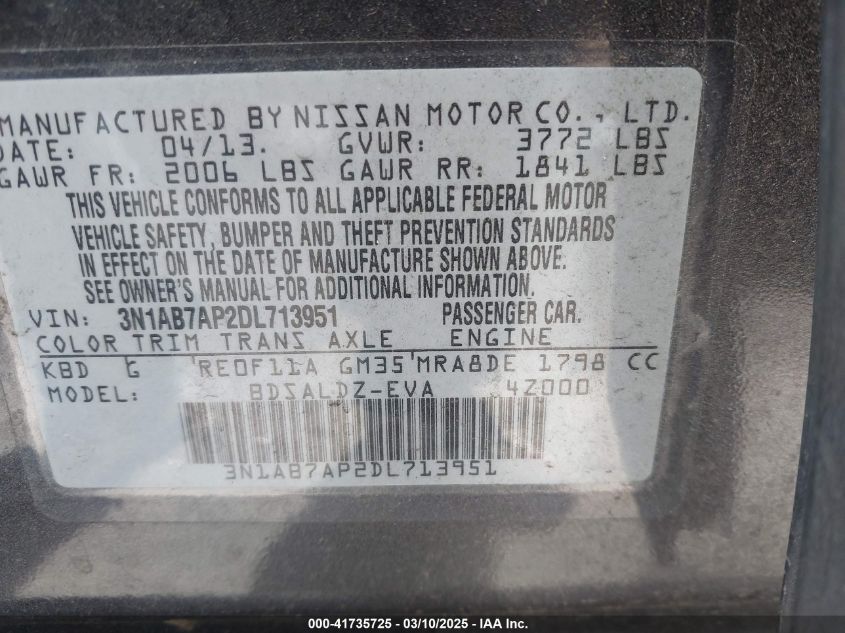 MANUFACTURED BY NISSAN MOTOR CO., LTD.
DATE: 04/13. GVWR: 3772 LBS
GAWR FR: 2006 LBS GAWR RR: 1841 LBS
THIS VEHICLE CONFORMS TO ALL APPLICABLE FEDERAL MOTOR
VEHICLE SAFETY, BUMPER AND THEFT PREVENTION STANDARDS
IN EFFECT ON THE DATE OF MANUFACTURE SHOWN ABOVE.
SEE OWNER'S MANUAL FOR ADDITIONAL INFORMATION.
VIN: 3N1AB7AP2DL713951 PASSENGER CAR.
COLOR TRIM TRANS AXLE ENGINE
KBD G 'RE0F11A GM35'MRA8DE 1798 CC
MODEL: BDSALDZ-EVA 4Z000
3N1AB7AP2DL713951
000-41735725 - 03/10/2025 - IAA Inc.